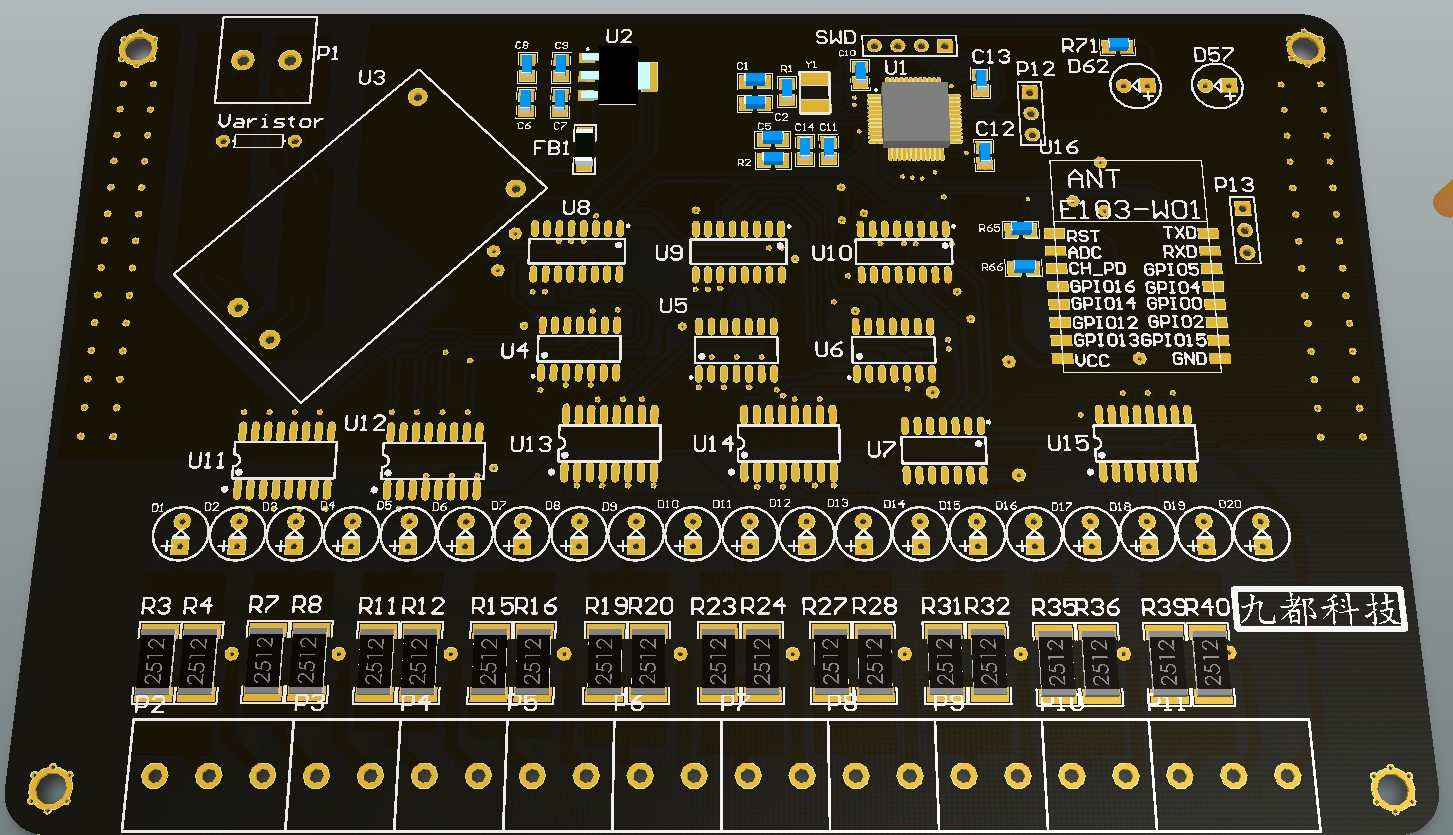 P1
U3
Varistor
C8 C9 U2
C6 C7
FB1
SWD
C10
C1 R1 Y1 U1 C13
C2
C5 C14 C11 C12
R2
P12
R71
D62 D57
U16
ANT
E103-W01
P13
R65
R66
RST TXD
ADC RXD
CH_PD GPIO5
GPIO16 GPIO4
GPIO14 GPIO0
GPIO12 GPIO2
GPIO13 GPIO15
VCC GND
U8 U9 U10
U4 U5 U6
U11 U12 U13 U14 U7 U15
D1 D2 D3 D4 D5 D6 D7 D8 D9 D10 D11 D12 D13 D14 D15 D16 D17 D18 D19 D20
R3 R4 R7 R8 R11 R12 R15 R16 R19 R20 R23 R24 R27 R28 R31 R32 R35 R36 R39 R40
九都科技
2512 2512 2512 2512 2512 2512 2512 2512 2512 2512 2512 2512 2512 2512 2512 2512 2512 2512 2512 2512
P2 P3 P4 P5 P6 P7 P8 P9 P10 P11